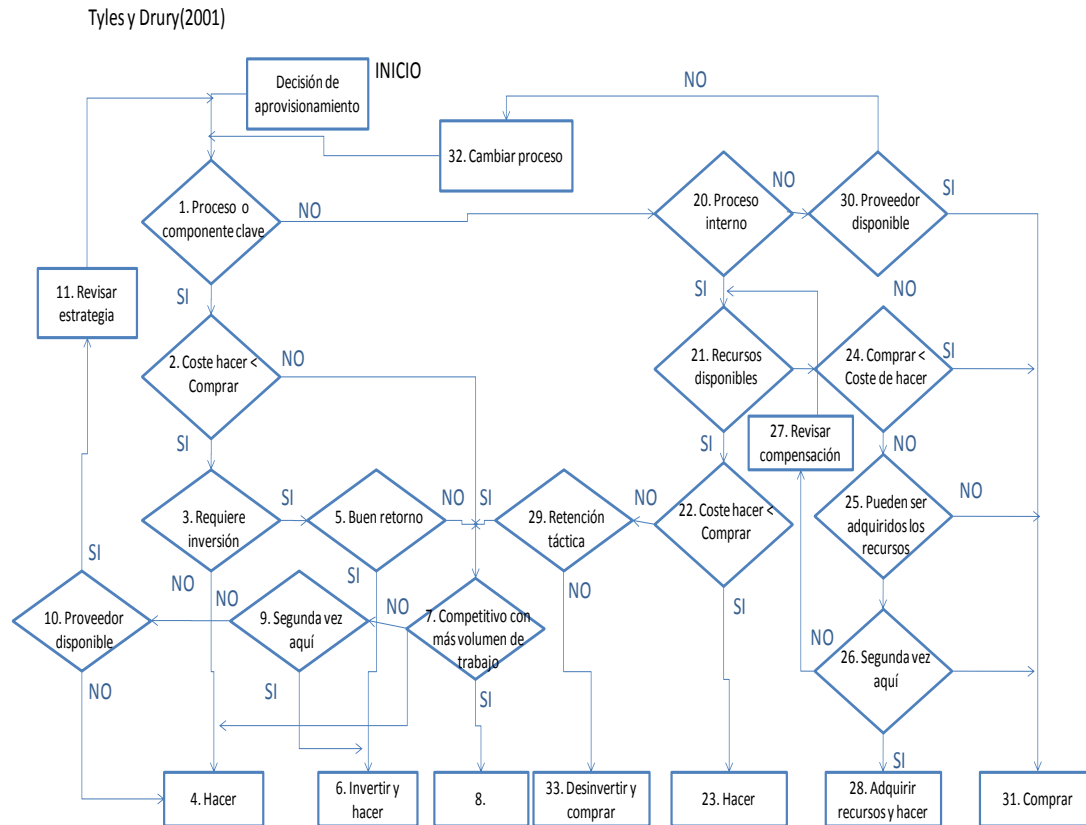 Tyles y Drury(2001)
INICIO
Decisión de
aprovisionamiento
NO
32. Cambiar proceso
1. Proceso o
componente clave
NO
20. Proceso
interno
NO
30. Proveedor
disponible
SI
11. Revisar
estrategia
SI
SI
NO
2. Coste hacer <
Comprar
NO
21. Recursos
disponibles
24. Comprar <
Coste de hacer
SI
SI
SI
27. Revisar
compensación
NO
3. Requiere
inversión
SI
5. Buen retorno
NO
SI
29. Retención
táctica
NO
22. Coste hacer <
Comprar
25. Pueden ser
adquiridos los
recursos
NO
SI
NO
NO
SI
NO
SI
10. Proveedor
disponible
9. Segunda vez
aquí
NO
7. Competitivo con
más volumen de
trabajo
NO
26. Segunda vez
aquí
NO
SI
SI
SI
4. Hacer
6. Invertir y
hacer
8.
33. Desinvertir y
comprar
23. Hacer
28. Adquirir
recursos y hacer
31. Comprar